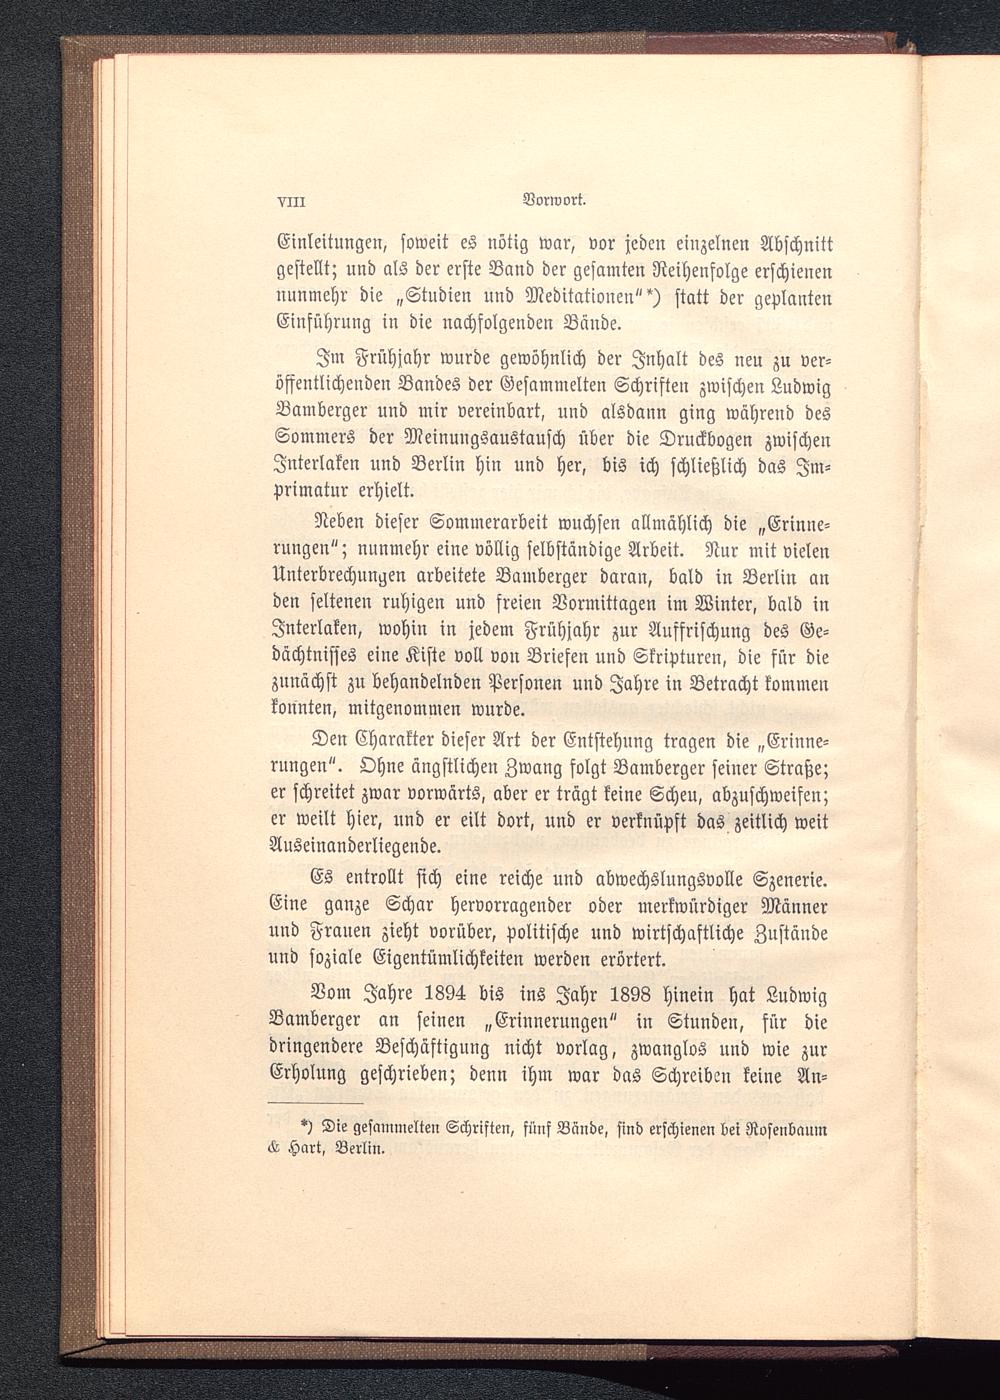 VIII Vorwort.
Einleitungen, soweit es nötig war, vor jeden einzelnen Abschnitt
gestellt; und als der erste Band der gesamten Reihenfolge erschienen
nunmehr die „Studien und Meditationen“*) statt der geplanten
Einführung in die nachfolgenden Bände.
Im Frühjahr wurde gewöhnlich der Inhalt des neu zu ver-
öffentlichenden Bandes der Gesammelten Schriften zwischen Ludwig
Bamberger und mir vereinbart, und alsdann ging während des
Sommers der Meinungsaustausch über die Druckbogen zwischen
Interlaken und Berlin hin und her, bis ich schließlich das Im-
primatur erhielt.
Neben dieser Sommerarbeit wuchsen allmählich die „Erinne-
rungen“; nunmehr eine völlig selbständige Arbeit. Nur mit vielen
Unterbrechungen arbeitete Bamberger daran, bald in Berlin an
den seltenen ruhigen und freien Vormittagen im Winter, bald in
Interlaken, wohin in jedem Frühjahr zur Auffrischung des Ge-
dächtnisses eine Kiste voll von Briefen und Skripturen, die für die
zunächst zu behandelnden Personen und Jahre in Betracht kommen
konnten, mitgenommen wurde.
Den Charakter dieser Art der Entstehung tragen die „Erinne-
rungen“. Ohne ängstlichen Zwang folgt Bamberger seiner Straße;
er schreitet zwar vorwärts, aber er trägt keine Scheu, abzuschweifen;
er weilt hier, und er eilt dort, und er verknüpft das zeitlich weit
Auseinanderliegende.
Es entrollt sich eine reiche und abwechslungsvolle Szenerie.
Eine ganze Schar hervorragender oder merkwürdiger Männer
und Frauen zieht vorüber, politische und wirtschaftliche Zustände
und soziale Eigentümlichkeiten werden erörtert.
Vom Jahre 1894 bis ins Jahr 1898 hinein hat Ludwig
Bamberger an seinen „Erinnerungen“ in Stunden, für die
dringendere Beschäftigung nicht vorlag, zwanglos und wie zur
Erholung geschrieben; denn ihm war das Schreiben keine An-
*) Die gesammelten Schriften, fünf Bände, sind erschienen bei Rosenbaum
& Hart, Berlin.